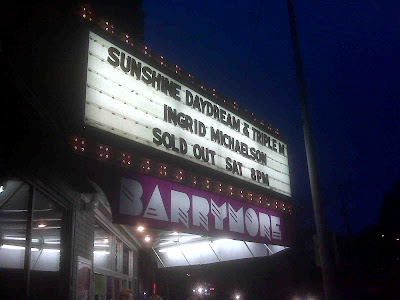 SUNSHINE DAYDREAM & TRIPLE M
INGRID MICHAELSON
SOLD OUT SAT 8PM
BARRYMORE